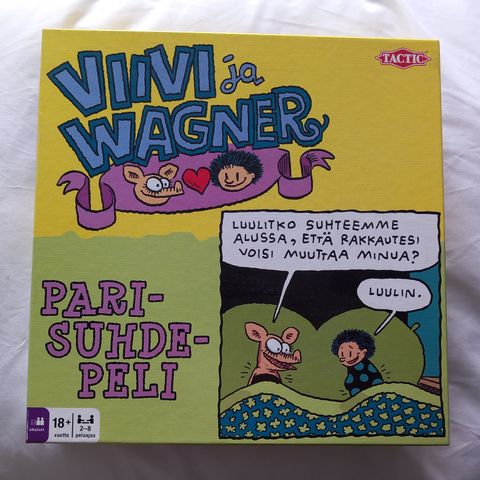 TACTIC
VIIVI ja
WAGNER
LUULITKO SUHTEEMME
ALUSSA, ETTÄ RAKKAUTESI
VOISI MUUTTAA MINUA?
LUULIN.
PARI-
SUHDE-
PELI
aikuiset
18+
vuotta
2-8
pelaajaa